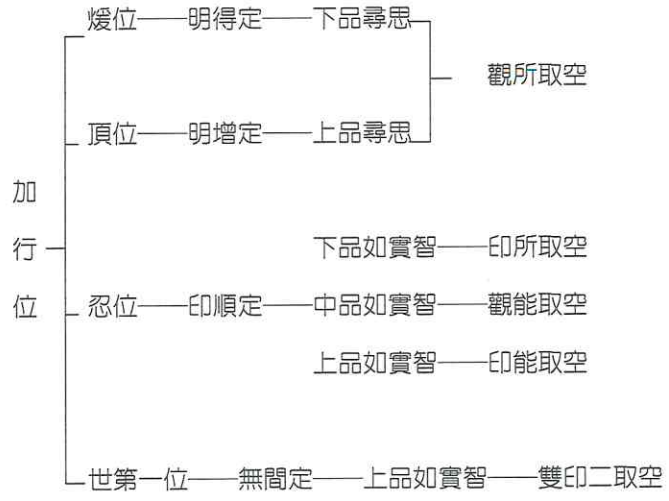 煖位——明得定——下品尋思
觀所取空
頂位——明增定——上品尋思
加行位
下品如實智——印所取空
忍位——印順定——中品如實智——觀能取空
上品如實智——印能取空
世第一位——無間定——上品如實智——雙印二取空